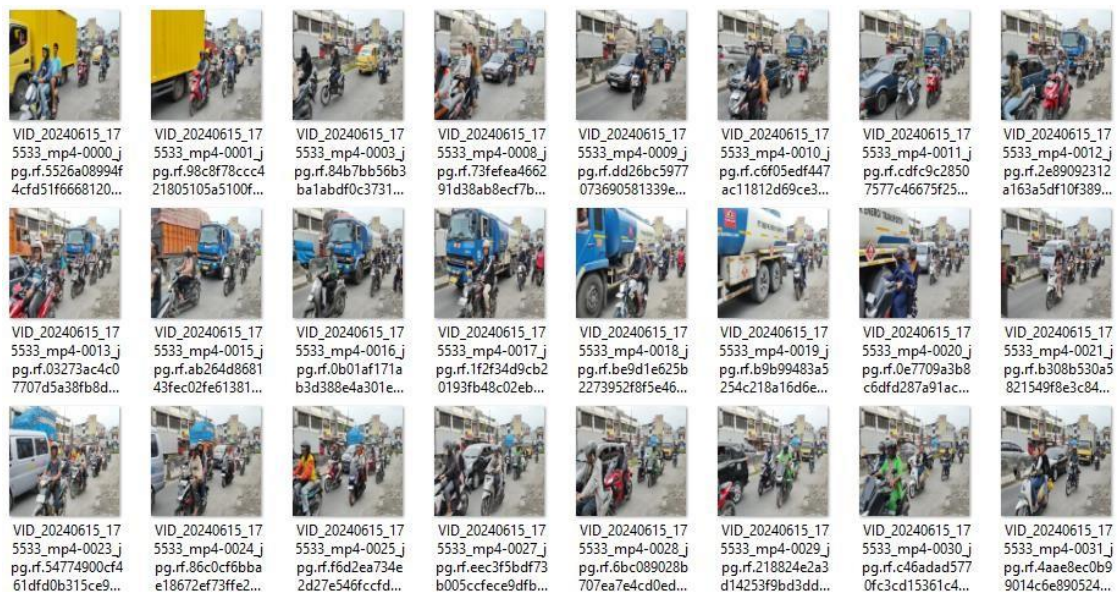 VID_20240615_17
5533_mp4-0000_j
pg.rf.5526a08994f
4cfd51f6668120...
VID_20240615_17
5533_mp4-0001_j
pg.rf.98c8f78ccc4
21805105a5100f...
VID_20240615_17
5533_mp4-0003_j
pg.rf.84b7bb56b3
ba1abdf0c3731...
VID_20240615_17
5533_mp4-0008_j
pg.rf.73fefea4662
91d38ab8ecf7b...
VID_20240615_17
5533_mp4-0009_j
pg.rf.dd26bc5977
073690581339e...
VID_20240615_17
5533_mp4-0010_j
pg.rf.c6f05edf447
ac11812d69ce3...
VID_20240615_17
5533_mp4-0011_j
pg.rf.cdfc9c2850
7577c46675f25...
VID_20240615_17
5533_mp4-0012_j
pg.rf.2e89092312
a163a5df10f389...
VID_20240615_17
5533_mp4-0013_j
pg.rf.03273ac4c0
7707d5a38fb8d...
VID_20240615_17
5533_mp4-0015_j
pg.rf.ab264d8681
43fec02fe61381...
VID_20240615_17
5533_mp4-0016_j
pg.rf.0b01af171a
b3d388e4a301e...
VID_20240615_17
5533_mp4-0017_j
pg.rf.1f2f34d9cb2
0193fb48c02eb...
VID_20240615_17
5533_mp4-0018_j
pg.rf.be9d1e625b
2273952f8f5e46...
VID_20240615_17
5533_mp4-0019_j
pg.rf.b9b99483a5
254c218a16d6e...
VID_20240615_17
5533_mp4-0020_j
pg.rf.0e7709a3b8
c6dfd287a91ac...
VID_20240615_17
5533_mp4-0021_j
pg.rf.b308b530a5
821549f8e3c84...
VID_20240615_17
5533_mp4-0023_j
pg.rf.54774900cf4
61dfd0b315ce9...
VID_20240615_17
5533_mp4-0024_j
pg.rf.86c0cf6bba
e18672ef73ffe2...
VID_20240615_17
5533_mp4-0025_j
pg.rf.f6d2ea734e
2d27e546fccfd...
VID_20240615_17
5533_mp4-0027_j
pg.rf.eec3f5bdf73
b005ccfece9dfb...
VID_20240615_17
5533_mp4-0028_j
pg.rf.6bc089028b
707ea7e4cd0ed...
VID_20240615_17
5533_mp4-0029_j
pg.rf.218824e2a3
d14253f9bd3dd...
VID_20240615_17
5533_mp4-0030_j
pg.rf.c46adad577
0fc3cd15361c4...
VID_20240615_17
5533_mp4-0031_j
pg.rf.4aae8ec0b9
9014c6e890524...